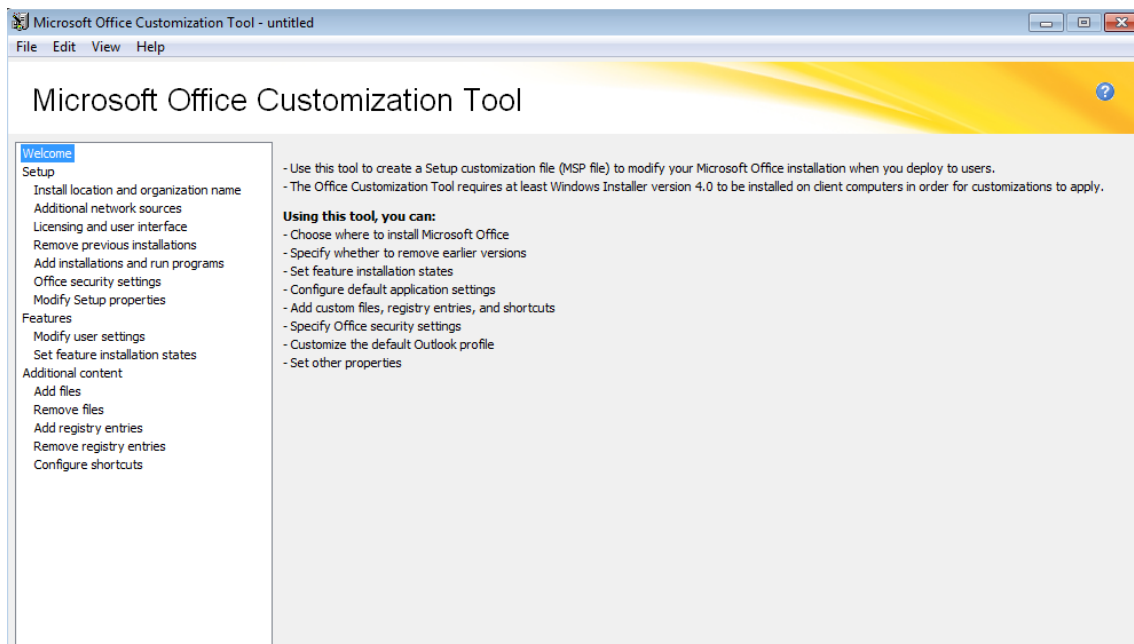 Microsoft Office Customization Tool - untitled
File Edit View Help
Microsoft Office Customization Tool
Welcome
Setup
Install location and organization name
Additional network sources
Licensing and user interface
Remove previous installations
Add installations and run programs
Office security settings
Modify Setup properties
Features
Modify user settings
Set feature installation states
Additional content
Add files
Remove files
Add registry entries
Remove registry entries
Configure shortcuts
- Use this tool to create a Setup customization file (MSP file) to modify your Microsoft Office installation when you deploy to users.
- The Office Customization Tool requires at least Windows Installer version 4.0 to be installed on client computers in order for customizations to apply.
Using this tool, you can:
- Choose where to install Microsoft Office
- Specify whether to remove earlier versions
- Set feature installation states
- Configure default application settings
- Add custom files, registry entries, and shortcuts
- Specify Office security settings
- Customize the default Outlook profile
- Set other properties